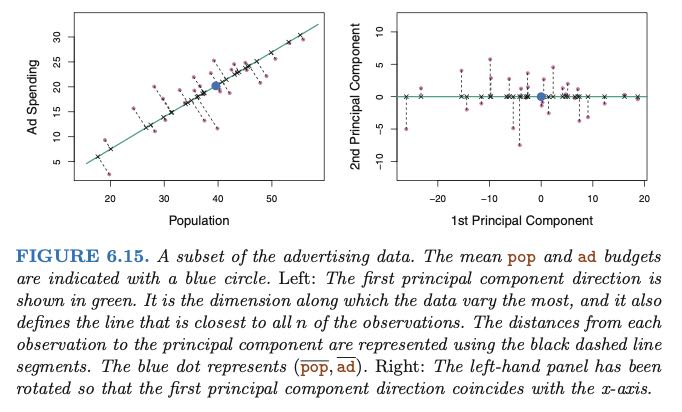 Ad Spending
30
25
20
15
10
5
20
30
40
50
Population
2nd Principal Component
10
5
0
−5
−10
−20
−10
0
10
20
1st Principal Component
FIGURE 6.15. A subset of the advertising data. The mean pop and ad budgets
are indicated with a blue circle. Left: The first principal component direction is
shown in green. It is the dimension along which the data vary the most, and it also
defines the line that is closest to all n of the observations. The distances from each
observation to the principal component are represented using the black dashed line
segments. The blue dot represents (p̅o̅p̅, a̅d̅). Right: The left-hand panel has been
rotated so that the first principal component direction coincides with the x-axis.